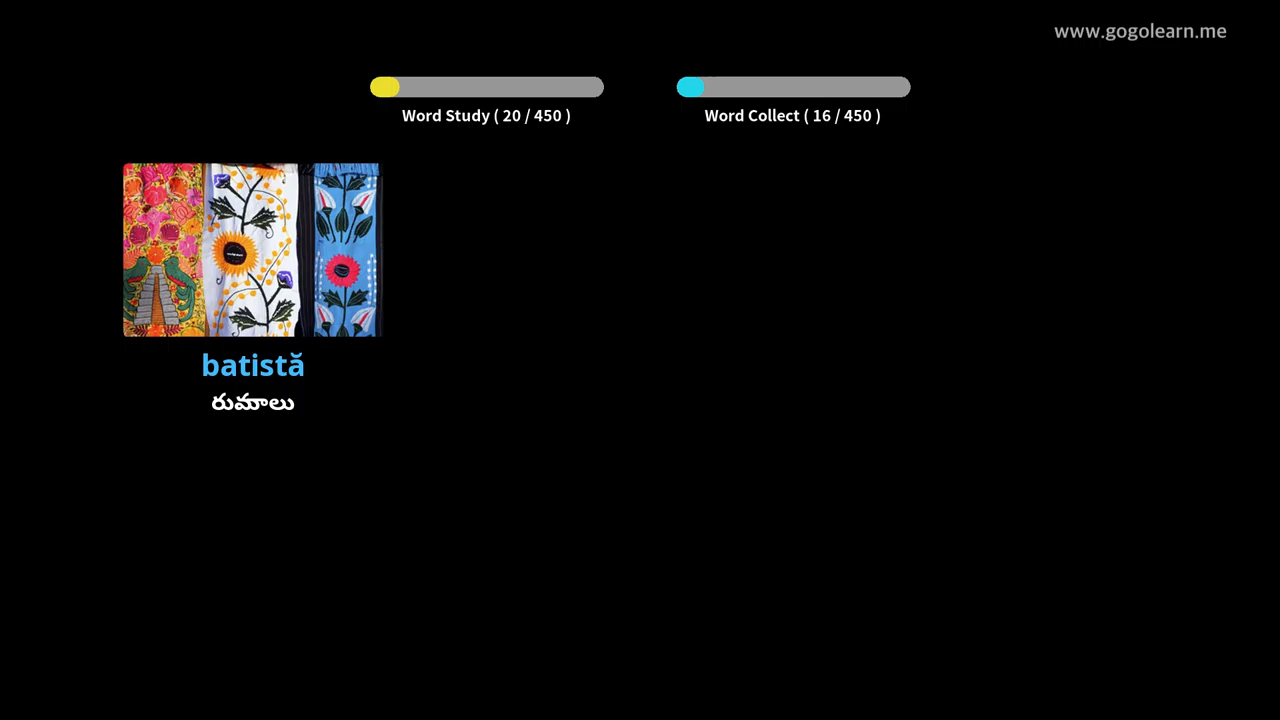 www.gogolearn.me
Word Study ( 20 / 450 )
Word Collect ( 16 / 450 )
batistă
రుమాలు